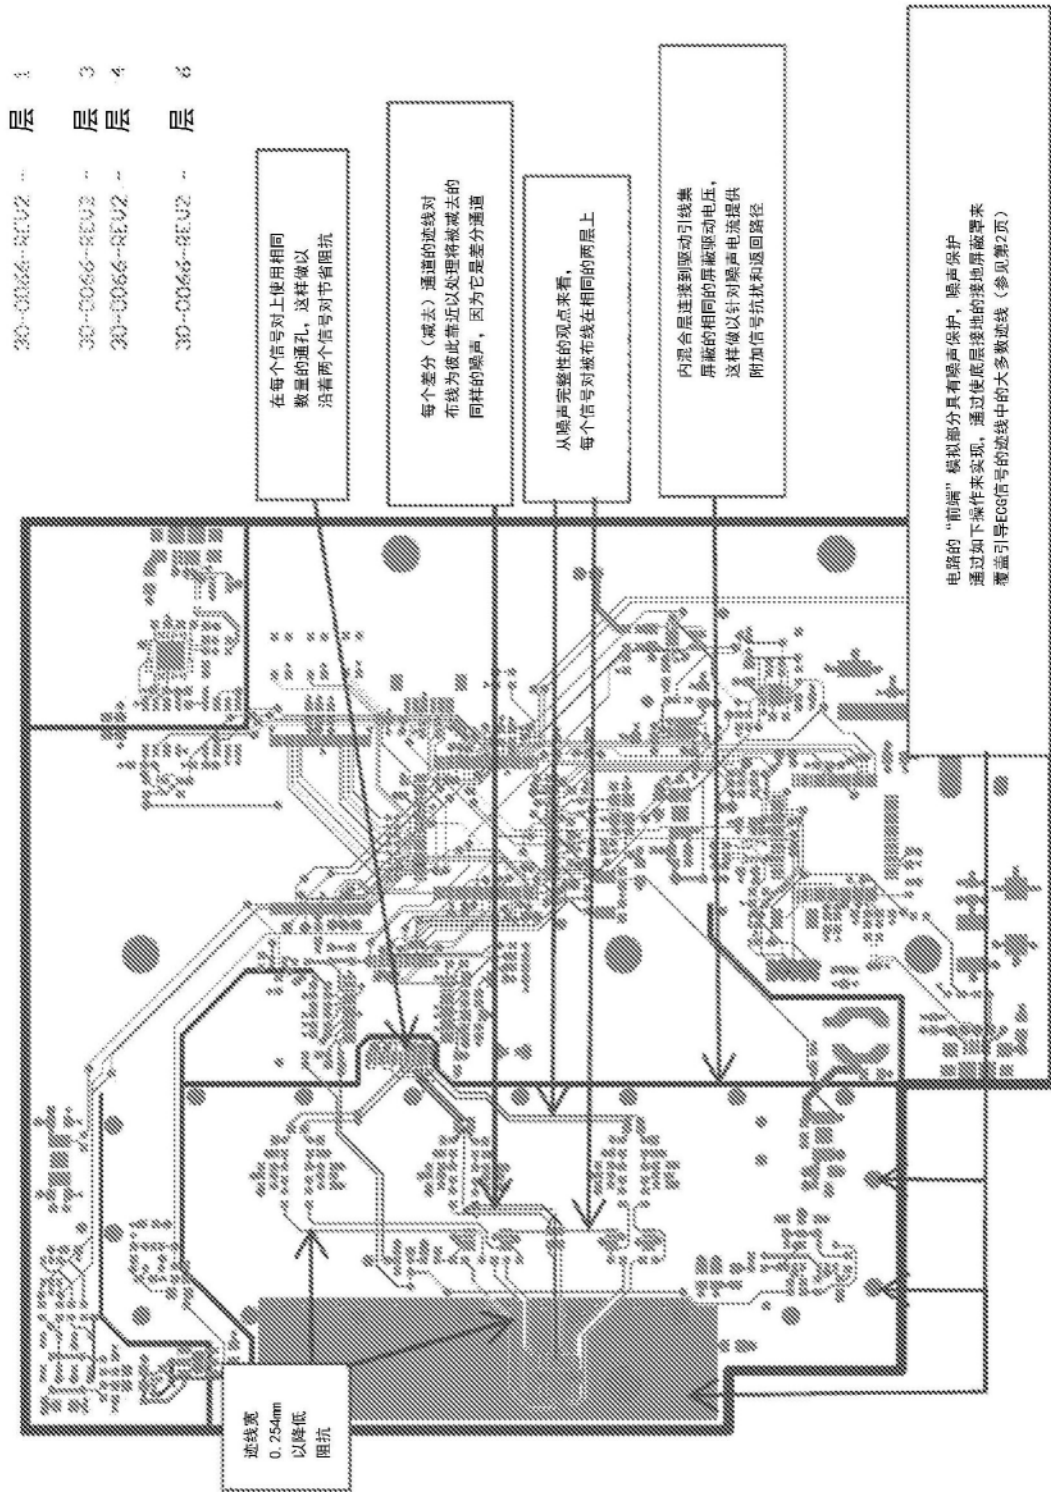 30-0066-REV2 - 层 1
30-0066-REV2 - 层 3
30-0066-REV2 - 层 4
30-0066-REV2 - 层 6
在每个信号对上使用相同
数量的通孔，这样做以
沿着两个信号对节省阻抗
每个差分（减去）通道的迹线对
布线为彼此靠近以处理将被减去的
同样的噪声，因为它是差分通道
从噪声完整性的观点来看，
每个信号对被布线在相同的两层上
内混合层连接到驱动引线集
屏蔽的相同的屏蔽驱动电压，
这样做以针对噪声电流提供
附加信号抗扰和返回路径
电路的“前端”模拟部分具有噪声保护，噪声保护
通过如下操作来实现，通过使底层接地的接地屏蔽罩来
覆盖引导ECG信号的迹线中的大多数迹线（参见第2页）
迹线宽
0.254mm
以降低
阻抗